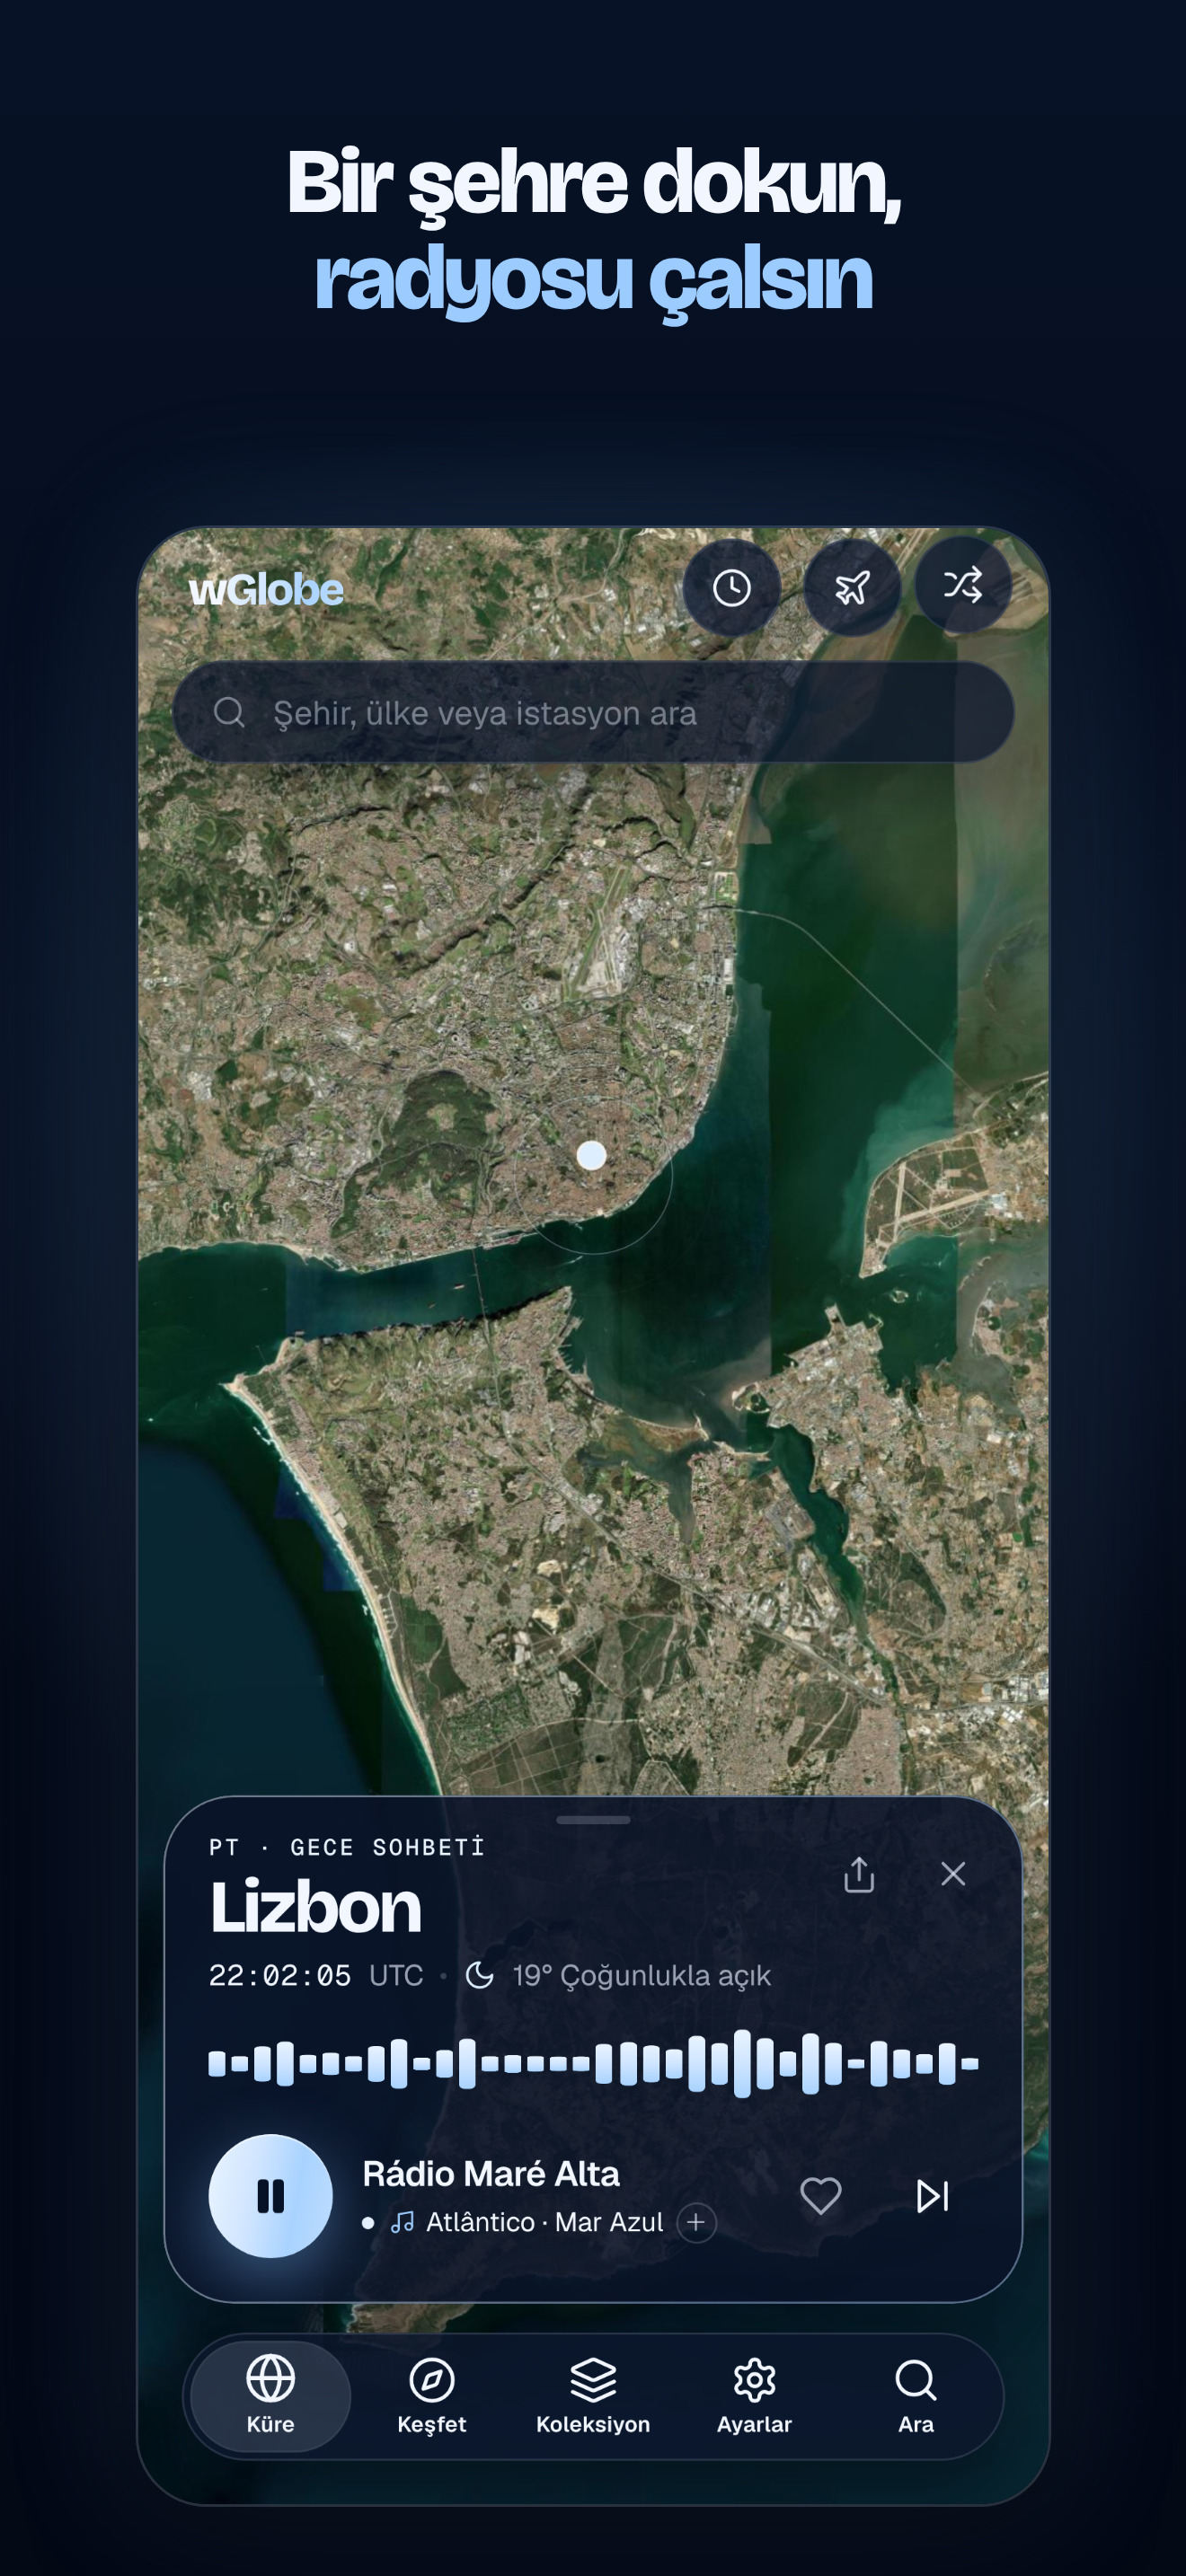 Bir şehre dokun,
radyosu çalsın
wGlobe
Şehir, ülke veya istasyon ara
PT · GECE SOHBETİ
Lizbon
22:02:05 UTC • 19° Çoğunlukla açık
Rádio Maré Alta
Atlântico · Mar Azul
Küre
Keşfet
Koleksiyon
Ayarlar
Ara